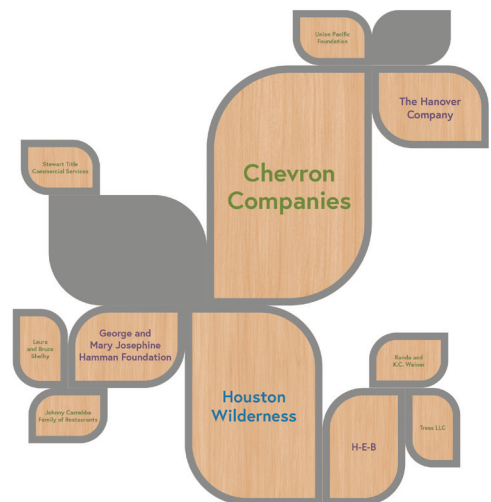 Union Pacific
Foundation
The Hanover
Company
Chevron
Companies
Stewart Title
Commercial Services
George and
Mary Josephine
Hamman Foundation
Laura
and Bruce
Shelby
Johnny Carrabba
Family of Restaurants
Houston
Wilderness
Ronda and
K.C. Weiner
H-E-B
Treas LLC